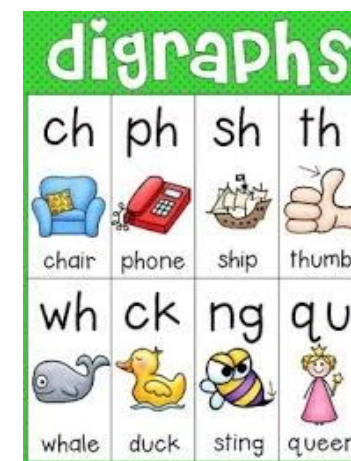 digraphs
ch ph sh th
chair phone ship thumb
wh ck ng qu
whale duck sting queen